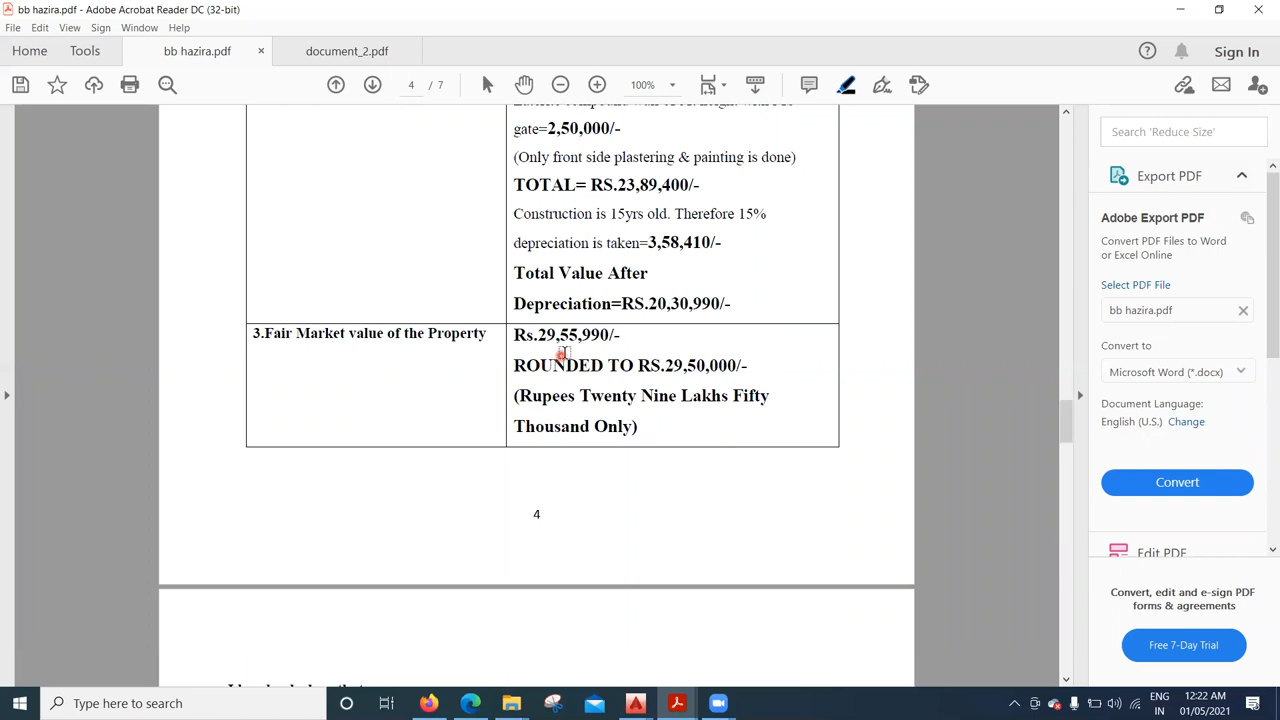 bb hazira.pdf - Adobe Acrobat Reader DC (32-bit)
File Edit View Sign Window Help
Home Tools bb hazira.pdf × document_2.pdf Sign In
4 / 7 100%
gate=2,50,000/-
(Only front side plastering & painting is done)
TOTAL= RS.23,89,400/-
Construction is 15yrs old. Therefore 15%
depreciation is taken=3,58,410/-
Total Value After
Depreciation=RS.20,30,990/-
3.Fair Market value of the Property
Rs.29,55,990/-
ROUNDED TO RS.29,50,000/-
(Rupees Twenty Nine Lakhs Fifty
Thousand Only)
4
Search 'Reduce Size'
Export PDF
Adobe Export PDF
Convert PDF Files to Word
or Excel Online
Select PDF File
bb hazira.pdf
Convert to
Microsoft Word (*.docx)
Document Language:
English (U.S.) Change
Convert
Edit PDF
Convert, edit and e-sign PDF
forms & agreements
Free 7-Day Trial
Type here to search
ENG
IN
12:22 AM
01/05/2021